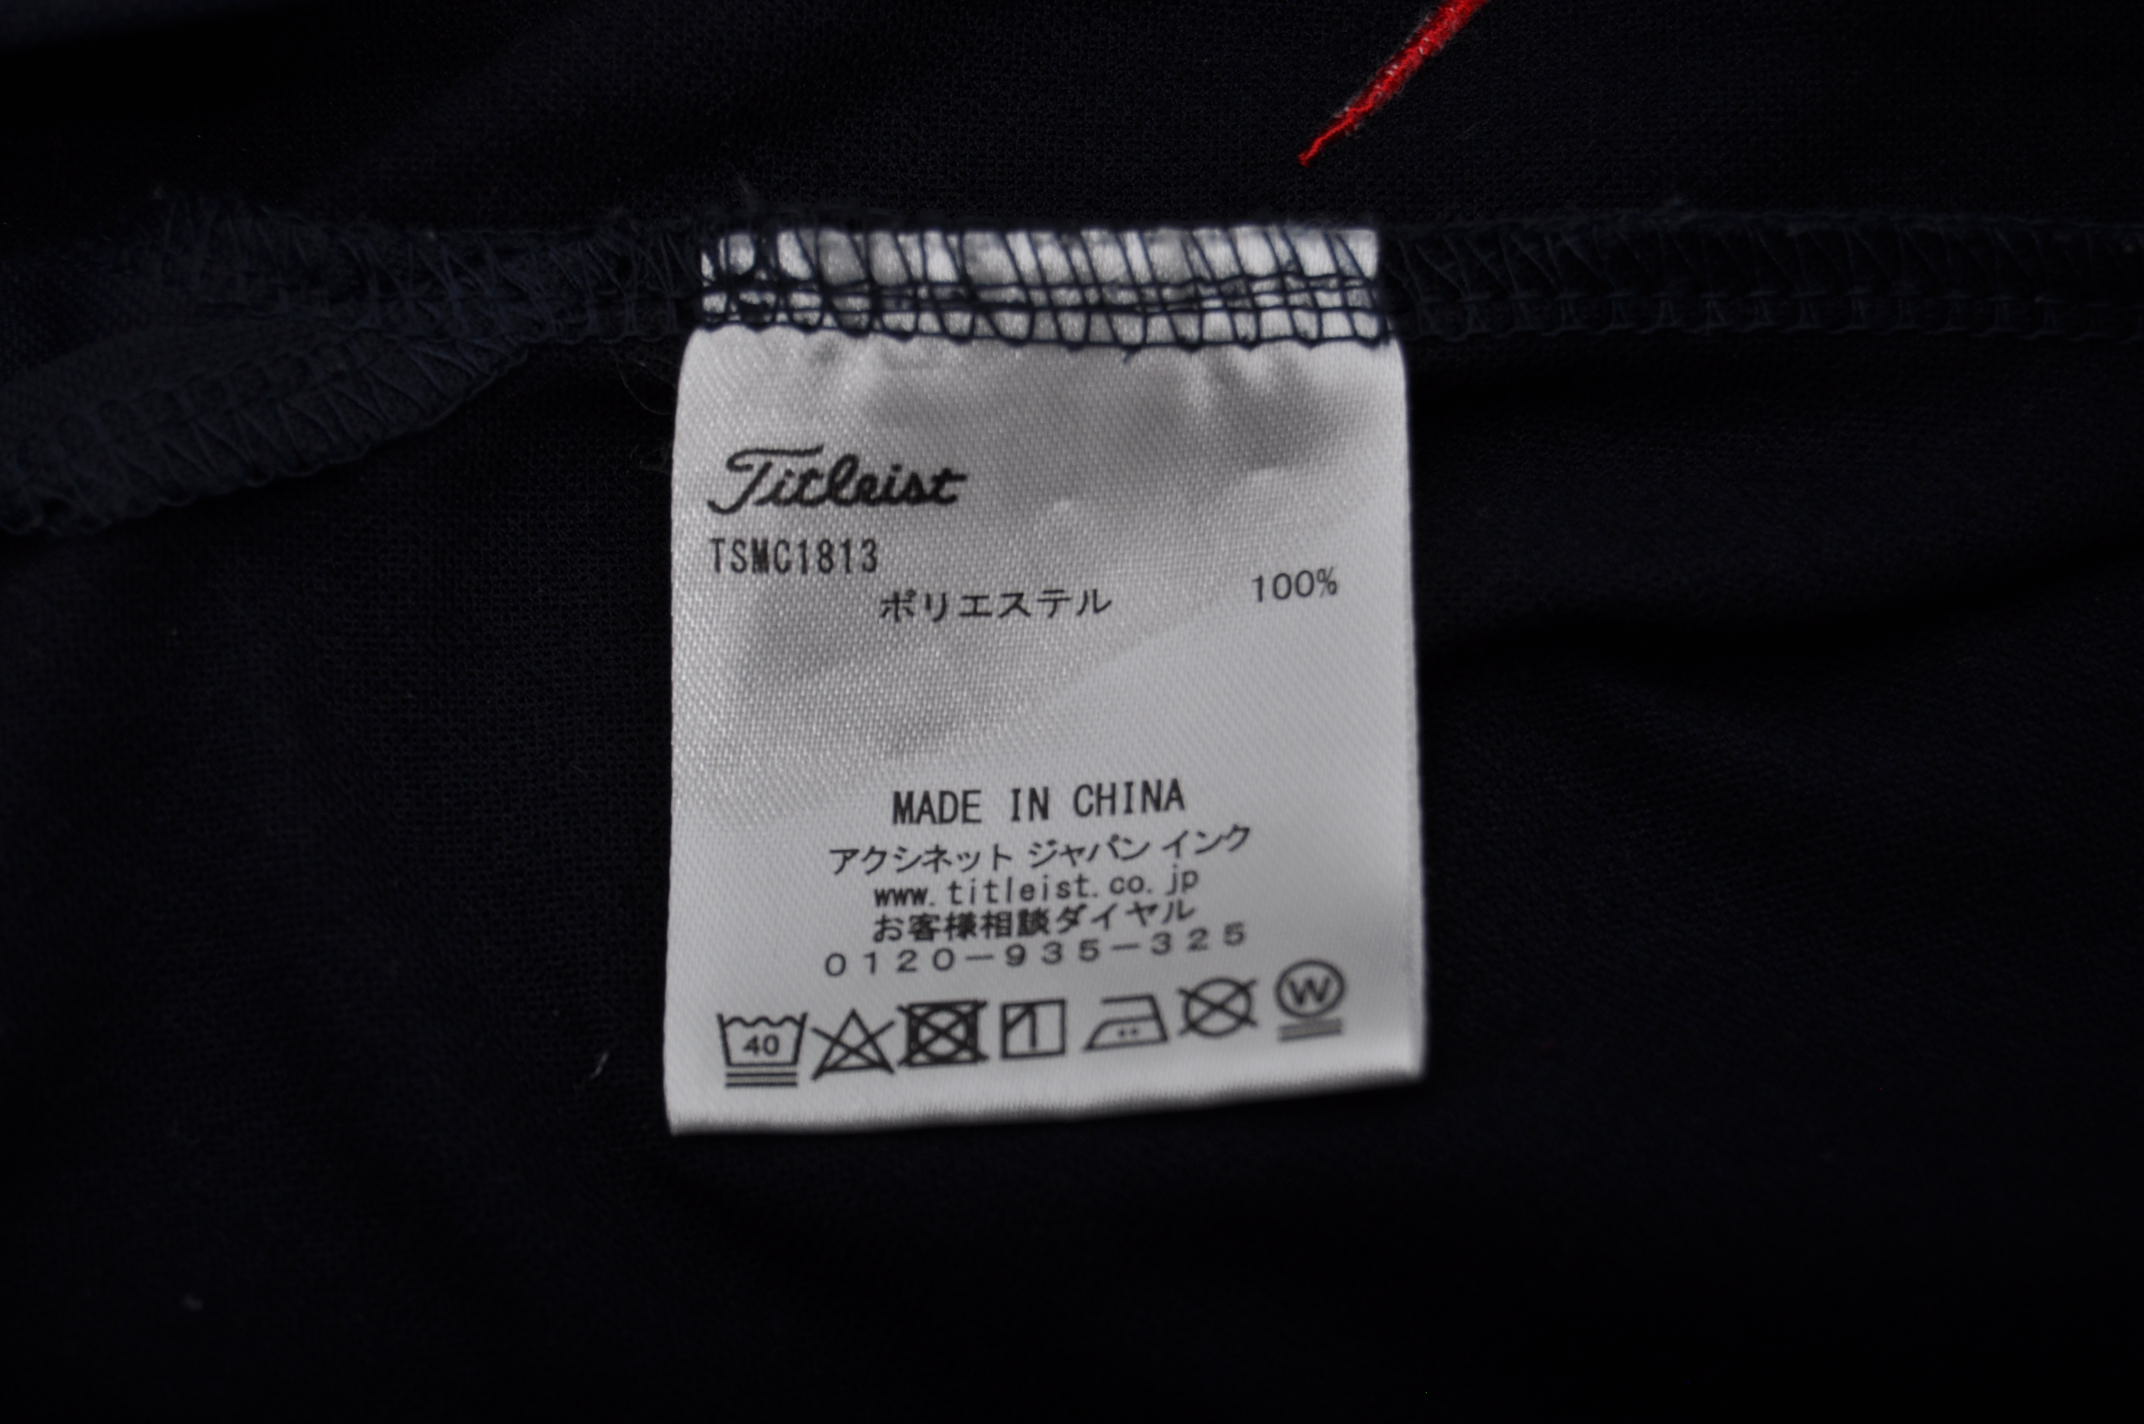 Titleist
TSMC1813
ポリエステル 100%
MADE IN CHINA
アクシネット ジャパン インク
www.titleist.co.jp
お客様相談ダイヤル
0120-935-325
40 W